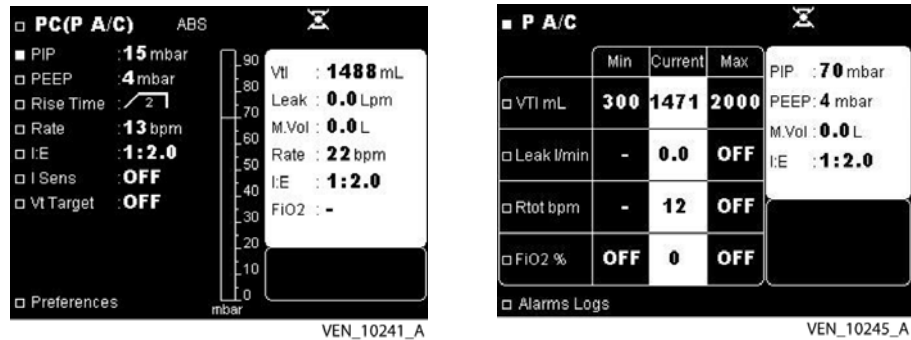 PC(P A/C) ABS
PIP :15 mbar
PEEP :4 mbar
Rise Time : 2
Rate :13 bpm
I:E :1:2.0
I Sens :OFF
Vt Target :OFF
Preferences
90
80
70
60
50
40
30
20
10
0
mbar
VtI : 1488 mL
Leak : 0.0 Lpm
M.Vol : 0.0 L
Rate : 22 bpm
I:E : 1:2.0
FiO2 : -
VEN_10241_A
P A/C
Min Current Max
VTI mL 300 1471 2000
Leak l/min - 0.0 OFF
Rtot bpm - 12 OFF
FiO2 % OFF 0 OFF
Alarms Logs
PIP :70 mbar
PEEP: 4 mbar
M.Vol : 0.0 L
I:E :1:2.0
VEN_10245_A